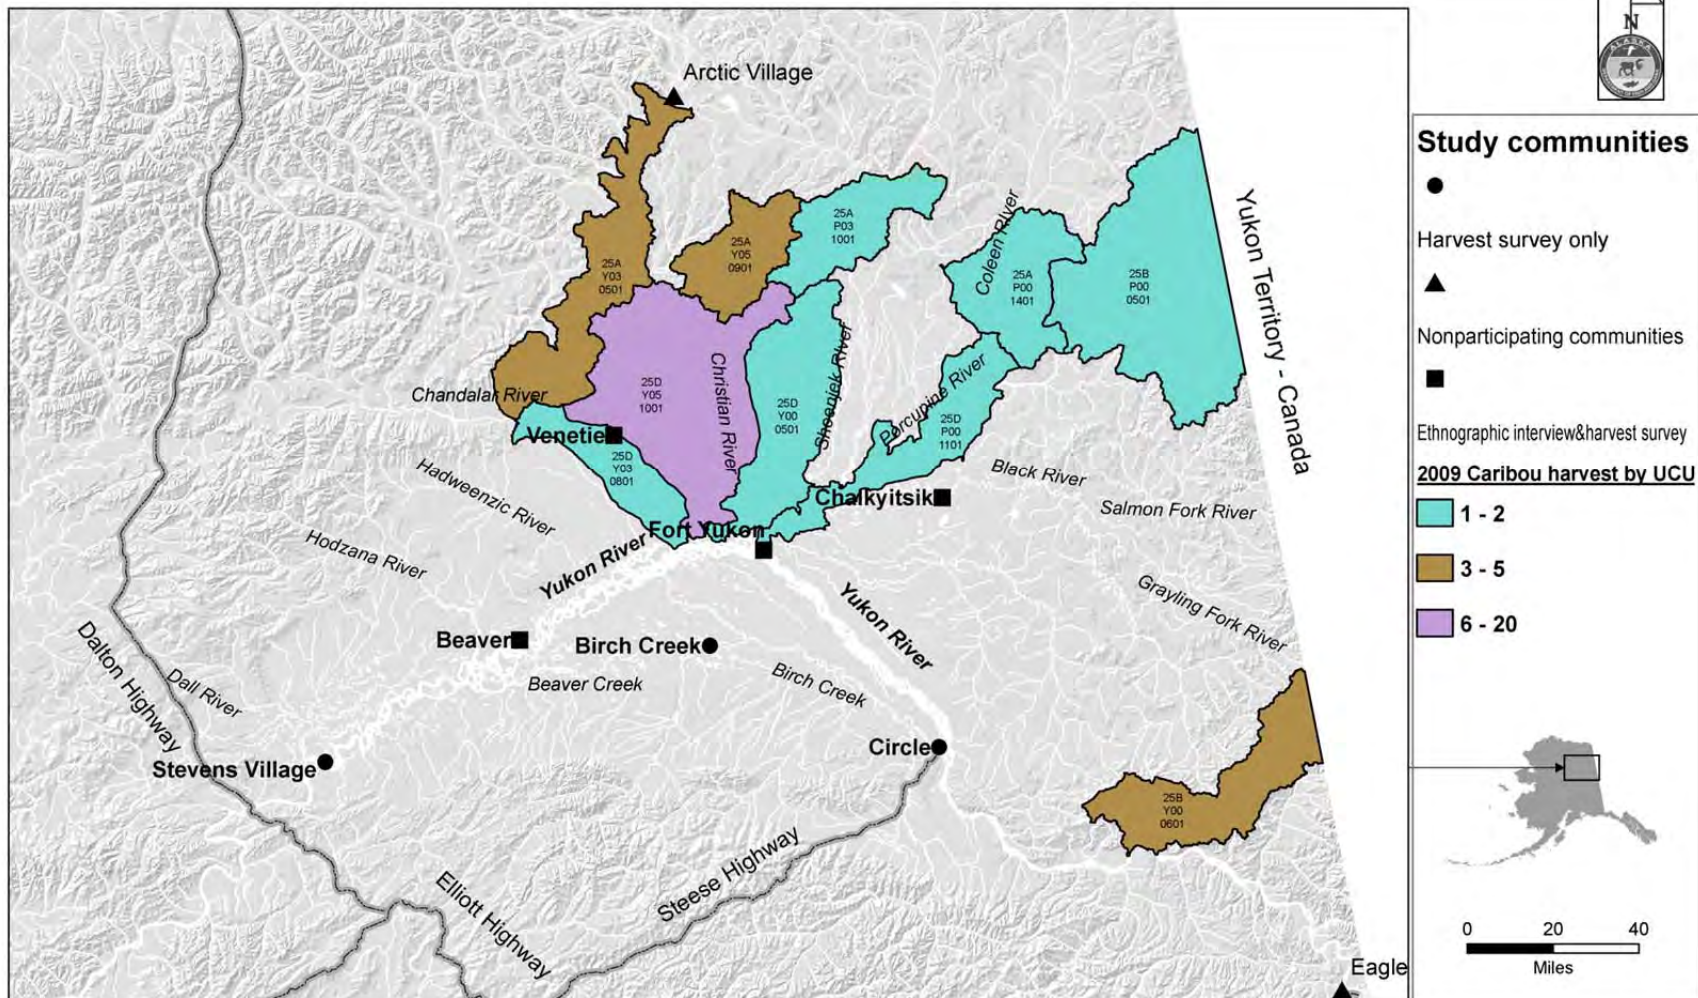 Arctic Village
N
ALASKA
Study communities
Harvest survey only
Nonparticipating communities
Ethnographic interview&harvest survey
2009 Caribou harvest by UCU
1 - 2
3 - 5
6 - 20
Yukon Territory - Canada
25A
P03
1001
25A
Y05
0901
25A
Y03
0501
Coleen River
25A
P00
1401
25B
P00
0501
Chandalar River
25D
Y05
1001
Christian River
25D
Y00
0501
Sheenjek River
Porcupine River
25D
P00
1101
Venetie
25D
Y03
0801
Hadweenzic River
Black River
Chalkyitsik
Salmon Fork River
Fort Yukon
Hodzana River
Yukon River
Yukon River
Grayling Fork River
Beaver
Birch Creek
Beaver Creek
Birch Creek
Dalton Highway
Dall River
Stevens Village
Circle
25B
Y00
0601
Steese Highway
Elliott Highway
Eagle
0 20 40
Miles